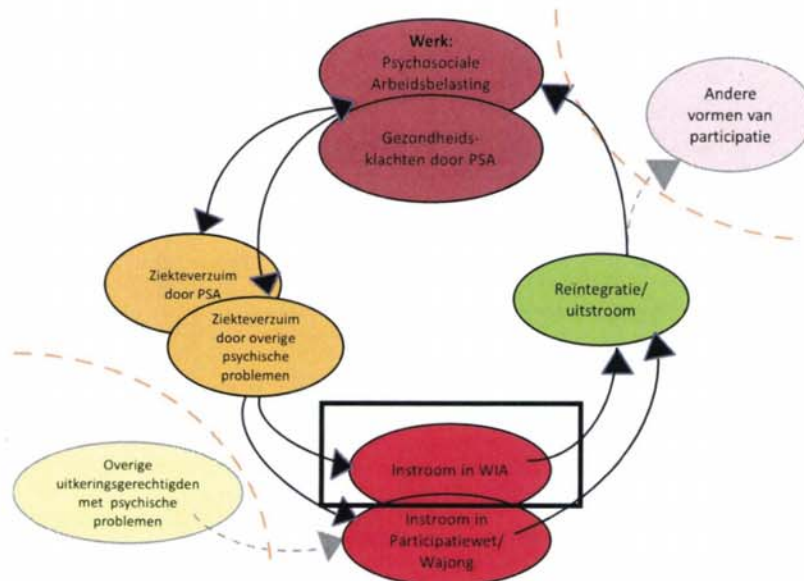 Werk:
Psychosociale
Arbeidsbelasting
Gezondheids-
klachten door PSA
Andere
vormen van
participatie
Ziekteverzuim
door PSA
Ziekteverzuim
door overige
psychische
problemen
Reïntegratie/
uitstroom
Instroom in WIA
Instroom in
Participatiewet/
Wajong
Overige
uitkeringsgerechtigden
met psychische
problemen